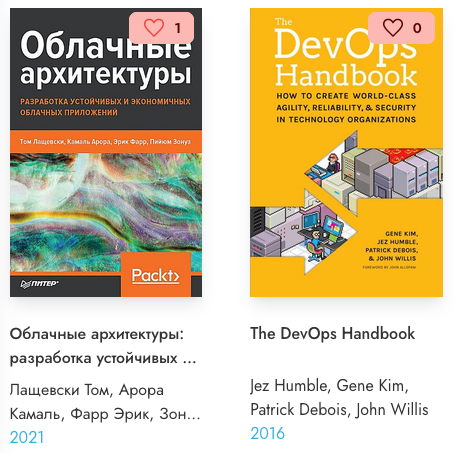 1
Облачные
архитектуры
РАЗРАБОТКА УСТОЙЧИВЫХ И ЭКОНОМИЧНЫХ
ОБЛАЧНЫХ ПРИЛОЖЕНИЙ
Том Лащевски, Камаль Арора, Эрик Фарр, Пийюм Зонуз
ПИТЕР
Packt>
Облачные архитектуры:
разработка устойчивых ...
Лащевски Том, Арора
Камаль, Фарр Эрик, Зон...
2021
0
The
DevOps
Handbook
HOW TO CREATE WORLD-CLASS
AGILITY, RELIABILITY, & SECURITY
IN TECHNOLOGY ORGANIZATIONS
GENE KIM,
JEZ HUMBLE,
PATRICK DEBOIS,
& JOHN WILLIS
FOREWORD BY JOHN ALLSPAW
The DevOps Handbook
Jez Humble, Gene Kim,
Patrick Debois, John Willis
2016